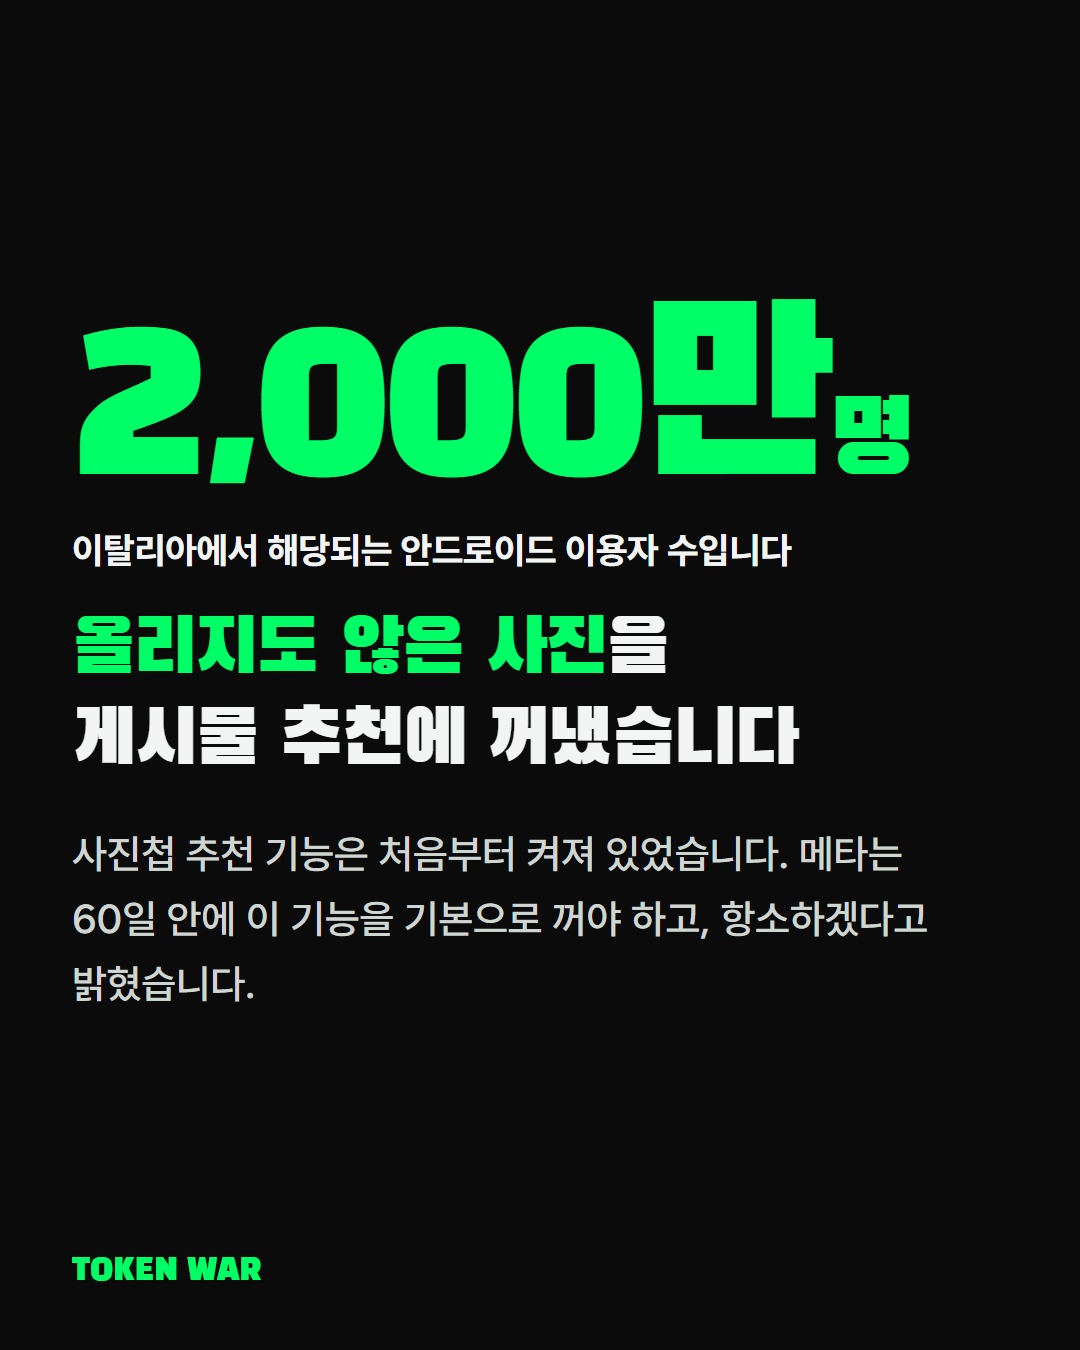 2,000만명
이탈리아에서 해당되는 안드로이드 이용자 수입니다
올리지도 않은 사진을
게시물 추천에 꺼냈습니다
사진첩 추천 기능은 처음부터 켜져 있었습니다. 메타는
60일 안에 이 기능을 기본으로 꺼야 하고, 항소하겠다고
밝혔습니다.
TOKEN WAR